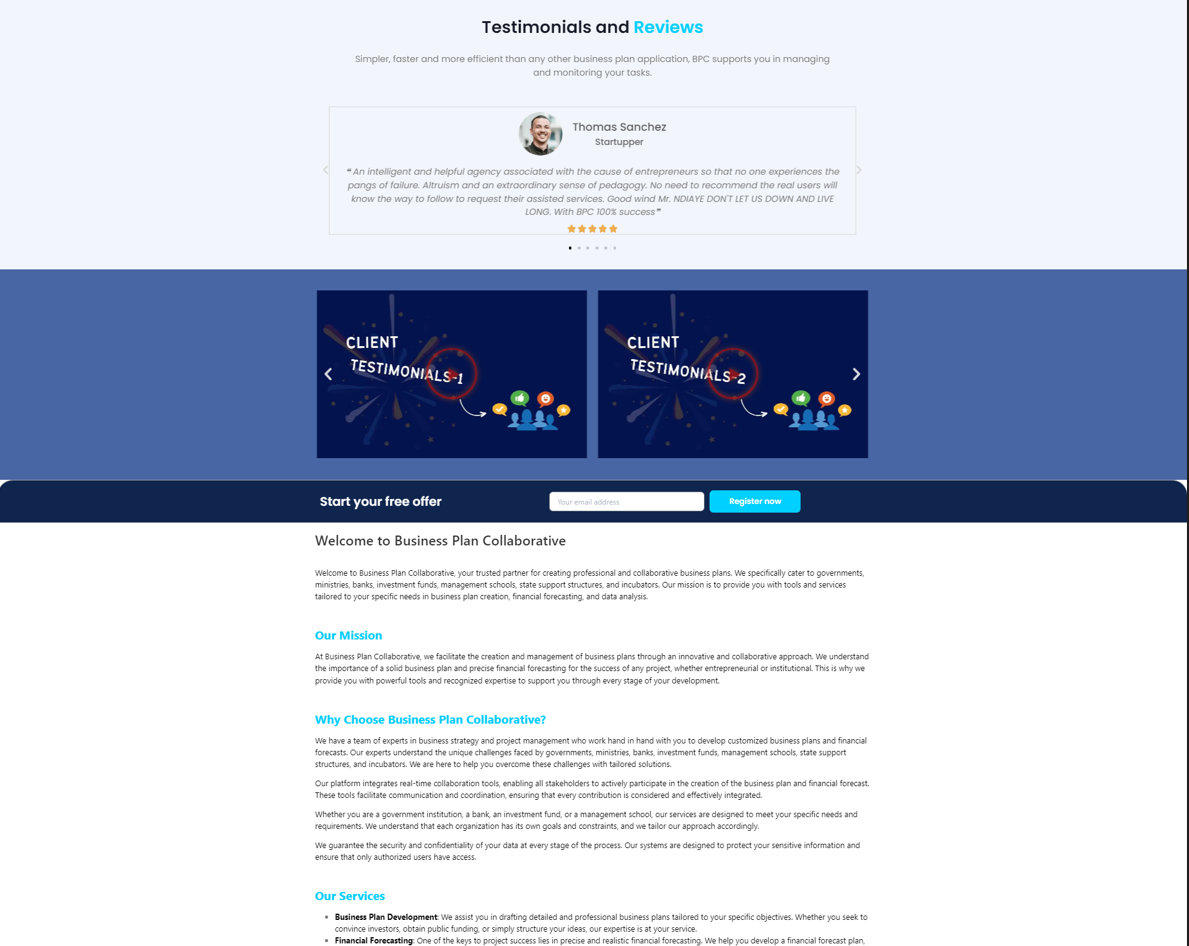 Testimonials and Reviews
Simpler, faster and more efficient than any other business plan application, BPC supports you in managing
and monitoring your tasks.
Thomas Sanchez
Startupper
❝ An intelligent and helpful agency associated with the cause of entrepreneurs so that no one experiences the
pangs of failure. Altruism and an extraordinary sense of pedagogy. No need to recommend the real users will
know the way to follow to request their assisted services. Good wind Mr. NDIAYE DON'T LET US DOWN AND LIVE
LONG. With BPC 100% success❞
CLIENT
TESTIMONIALS-1
CLIENT
TESTIMONIALS-2
Start your free offer
Your email address
Register now
Welcome to Business Plan Collaborative
Welcome to Business Plan Collaborative, your trusted partner for creating professional and collaborative business plans. We specifically cater to governments,
ministries, banks, investment funds, management schools, state support structures, and incubators. Our mission is to provide you with tools and services
tailored to your specific needs in business plan creation, financial forecasting, and data analysis.
Our Mission
At Business Plan Collaborative, we facilitate the creation and management of business plans through an innovative and collaborative approach. We understand
the importance of a solid business plan and precise financial forecasting for the success of any project, whether entrepreneurial or institutional. This is why we
provide you with powerful tools and recognized expertise to support you through every stage of your development.
Why Choose Business Plan Collaborative?
We have a team of experts in business strategy and project management who work hand in hand with you to develop customized business plans and financial
forecasts. Our experts understand the unique challenges faced by governments, ministries, banks, investment funds, management schools, state support
structures, and incubators. We are here to help you overcome these challenges with tailored solutions.
Our platform integrates real-time collaboration tools, enabling all stakeholders to actively participate in the creation of the business plan and financial forecast.
These tools facilitate communication and coordination, ensuring that every contribution is considered and effectively integrated.
Whether you are a government institution, a bank, an investment fund, or a management school, our services are designed to meet your specific needs and
requirements. We understand that each organization has its own goals and constraints, and we tailor our approach accordingly.
We guarantee the security and confidentiality of your data at every stage of the process. Our systems are designed to protect your sensitive information and
ensure that only authorized users have access.
Our Services
• Business Plan Development: We assist you in drafting detailed and professional business plans tailored to your specific objectives. Whether you seek to
convince investors, obtain public funding, or simply structure your ideas, our expertise is at your service.
• Financial Forecasting: One of the keys to project success lies in precise and realistic financial forecasting. We help you develop a financial forecast plan,